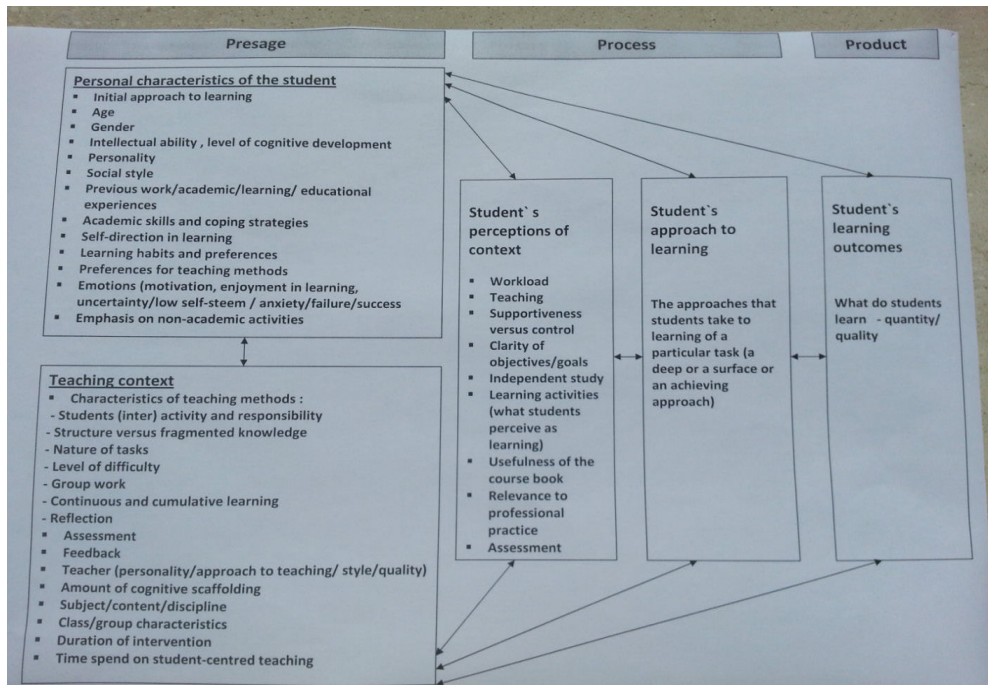 Presage
Process
Product
Personal characteristics of the student
▪ Initial approach to learning
▪ Age
▪ Gender
▪ Intellectual ability , level of cognitive development
▪ Personality
▪ Social style
▪ Previous work/academic/learning/ educational
experiences
▪ Academic skills and coping strategies
▪ Self-direction in learning
▪ Learning habits and preferences
▪ Preferences for teaching methods
▪ Emotions (motivation, enjoyment in learning,
uncertainty/low self-steem / anxiety/failure/success
▪ Emphasis on non-academic activities
Teaching context
▪ Characteristics of teaching methods :
- Students (inter) activity and responsibility
- Structure versus fragmented knowledge
- Nature of tasks
- Level of difficulty
- Group work
- Continuous and cumulative learning
- Reflection
▪ Assessment
▪ Feedback
▪ Teacher (personality/approach to teaching/ style/quality)
▪ Amount of cognitive scaffolding
▪ Subject/content/discipline
▪ Class/group characteristics
▪ Duration of intervention
▪ Time spend on student-centred teaching
Student`s
perceptions of
context
▪ Workload
▪ Teaching
▪ Supportiveness
versus control
▪ Clarity of
objectives/goals
▪ Independent study
▪ Learning activities
(what students
perceive as
learning)
▪ Usefulness of the
course book
▪ Relevance to
professional
practice
▪ Assessment
Student`s
approach to
learning
The approaches that
students take to
learning of a
particular task (a
deep or a surface or
an achieving
approach)
Student`s
learning
outcomes
What do students
learn - quantity/
quality